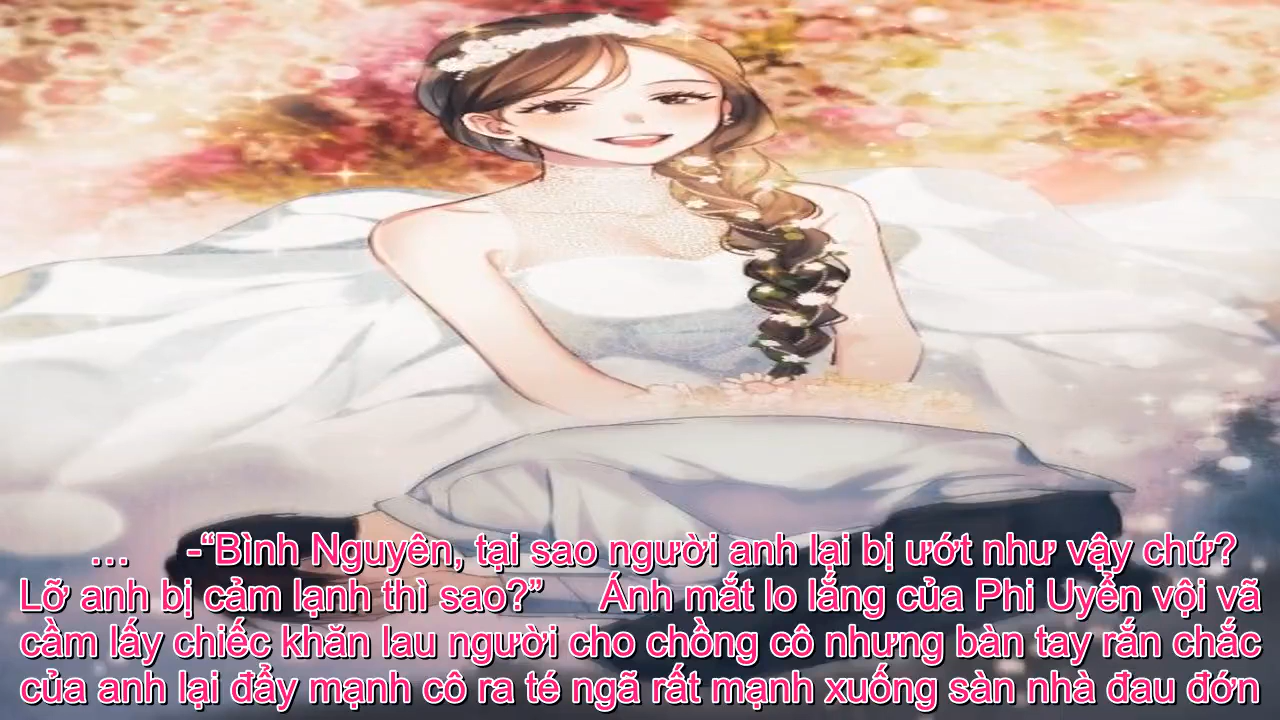 … -“Bình Nguyên, tại sao người anh lại bị ướt như vậy chứ?
Lỡ anh bị cảm lạnh thì sao?” Ánh mắt lo lắng của Phi Uyển vội vã
cầm lấy chiếc khăn lau người cho chồng cô nhưng bàn tay rắn chắc
của anh lại đẩy mạnh cô ra té ngã rất mạnh xuống sàn nhà đau đớn